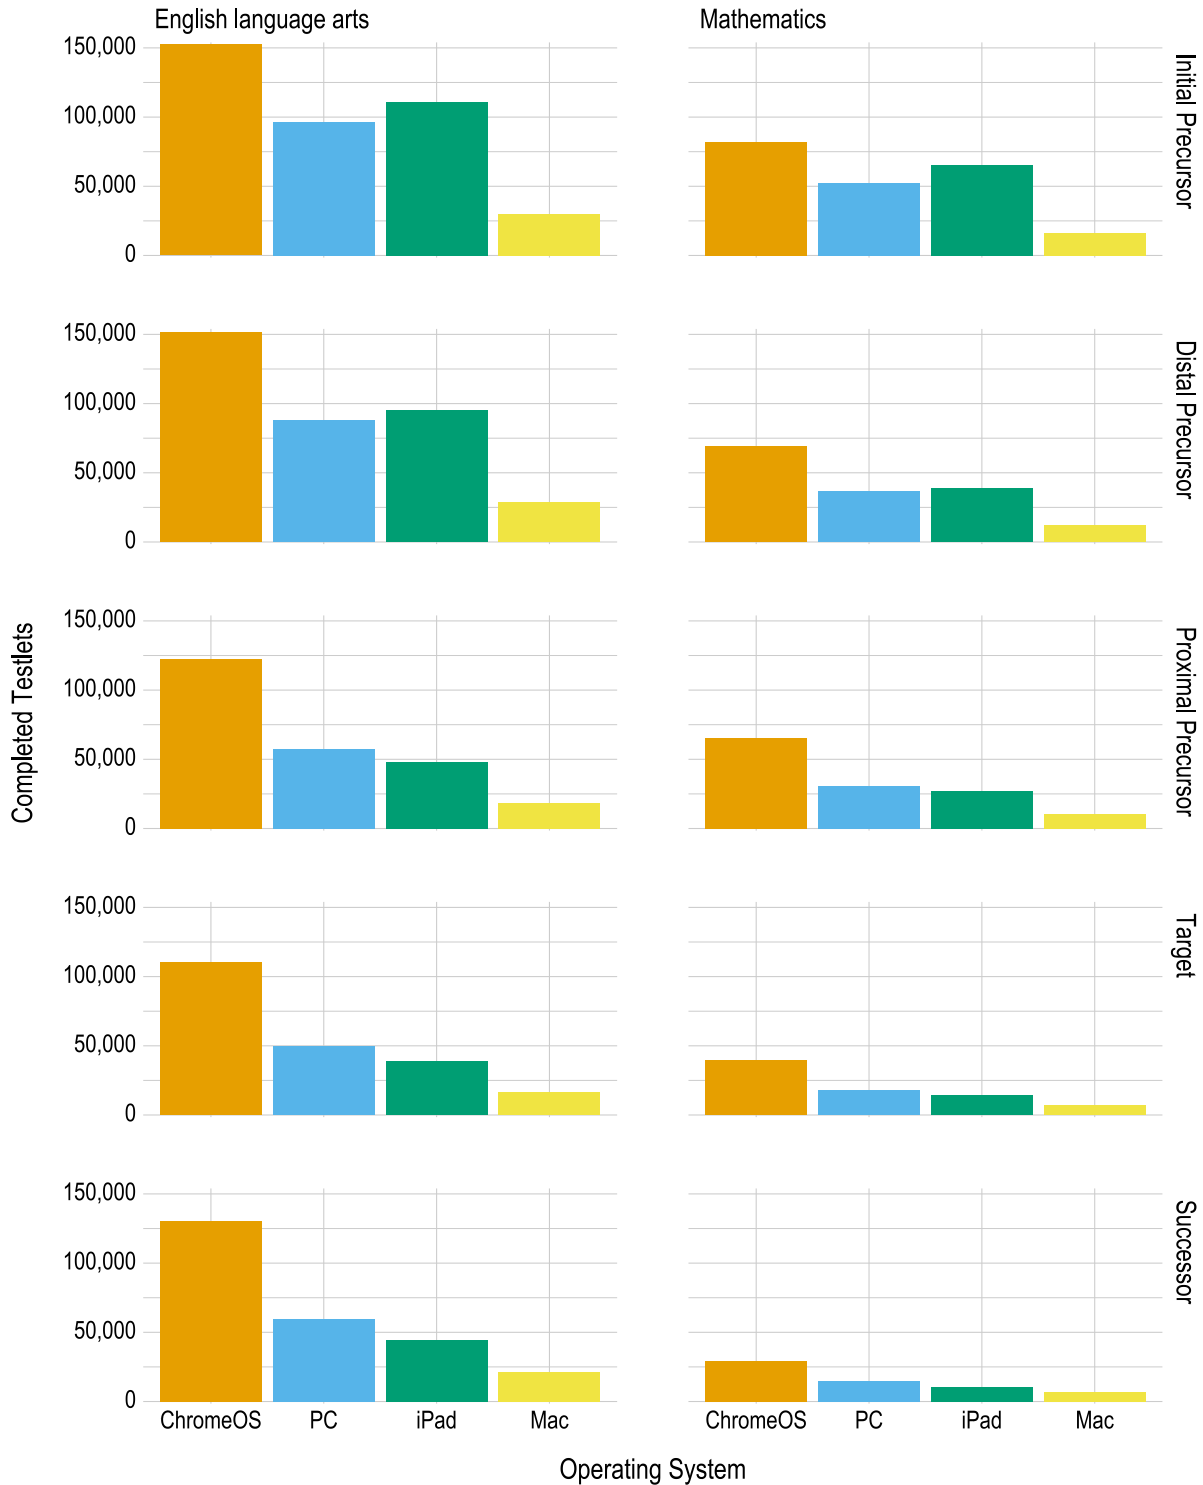 English language arts
Mathematics
150,000
100,000
50,000
0
Initial Precursor
150,000
100,000
50,000
0
Distal Precursor
150,000
100,000
50,000
0
Proximal Precursor
Completed Testlets
150,000
100,000
50,000
0
Target
150,000
100,000
50,000
0
Successor
ChromeOS PC iPad Mac
ChromeOS PC iPad Mac
Operating System